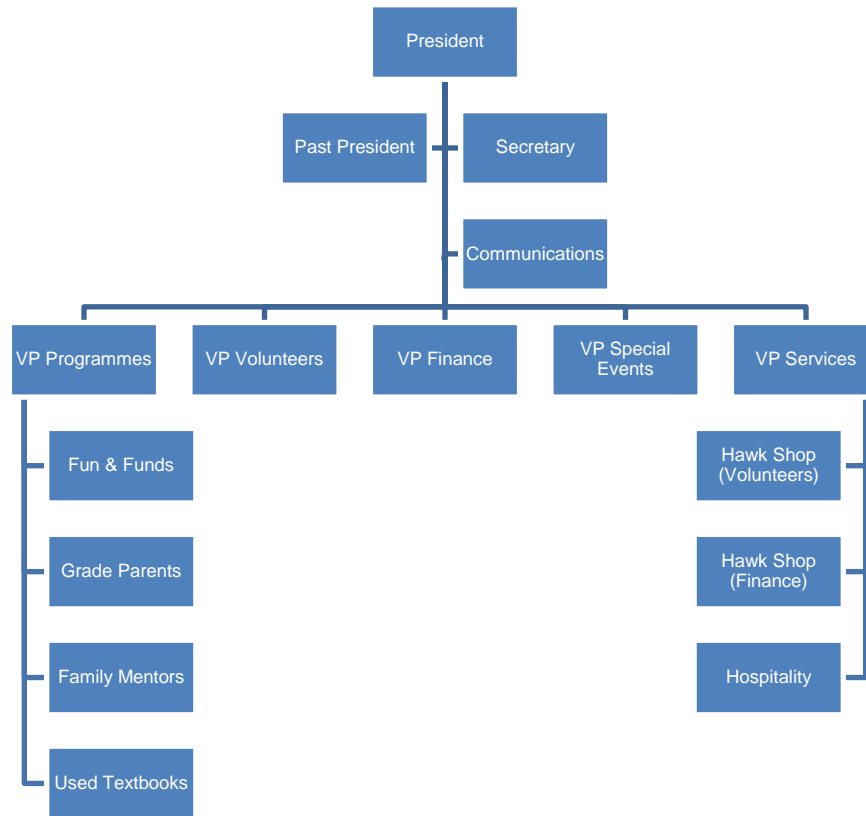 President
Past President
Secretary
Communications
VP Programmes
VP Volunteers
VP Finance
VP Special
Events
VP Services
Fun & Funds
Grade Parents
Family Mentors
Used Textbooks
Hawk Shop
(Volunteers)
Hawk Shop
(Finance)
Hospitality